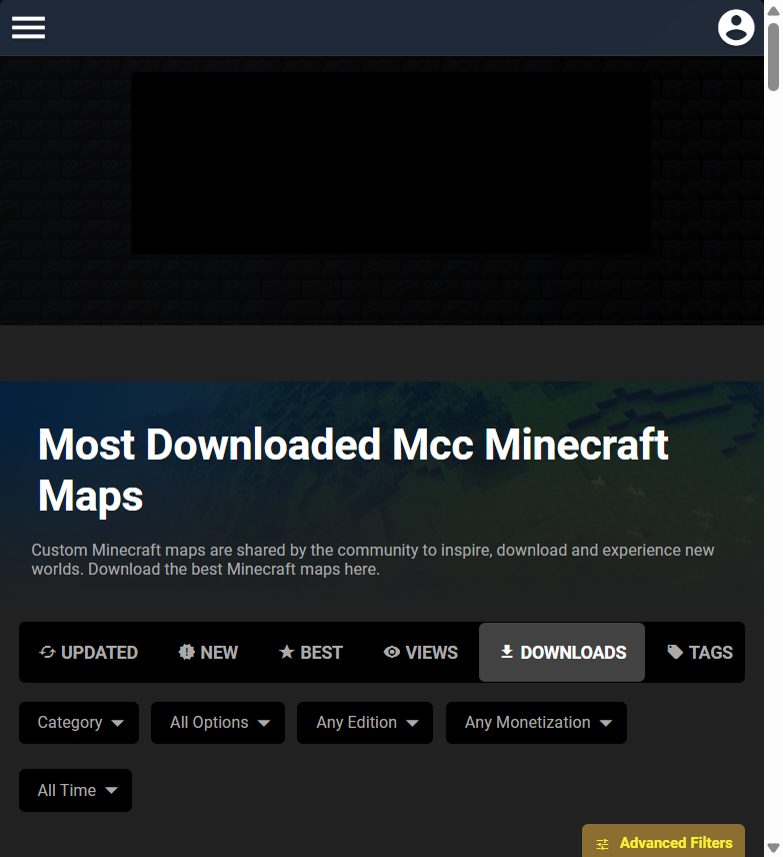 Most Downloaded Mcc Minecraft
Maps
Custom Minecraft maps are shared by the community to inspire, download and experience new
worlds. Download the best Minecraft maps here.
UPDATED NEW BEST VIEWS DOWNLOADS TAGS
Category All Options Any Edition Any Monetization
All Time
Advanced Filters